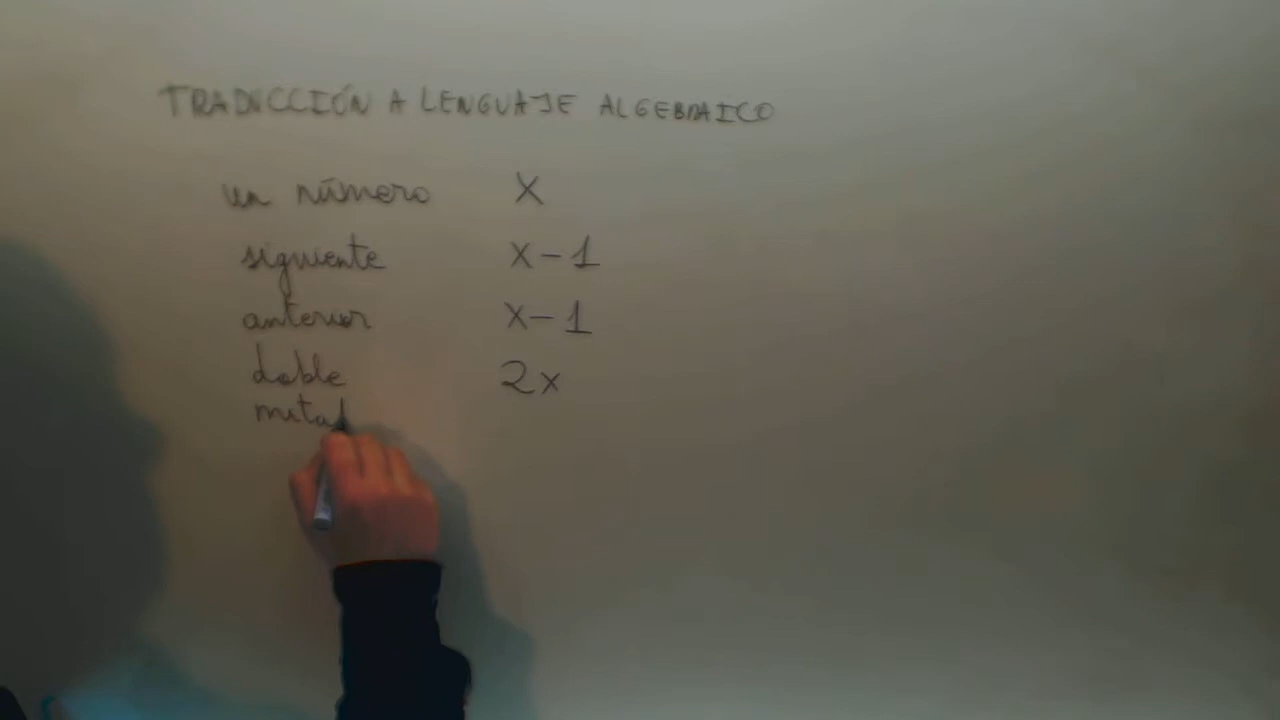 TRADUCCIÓN A LENGUAJE ALGEBRAICO
un número X
siguiente X-1
anterior X-1
doble 2x
mitad